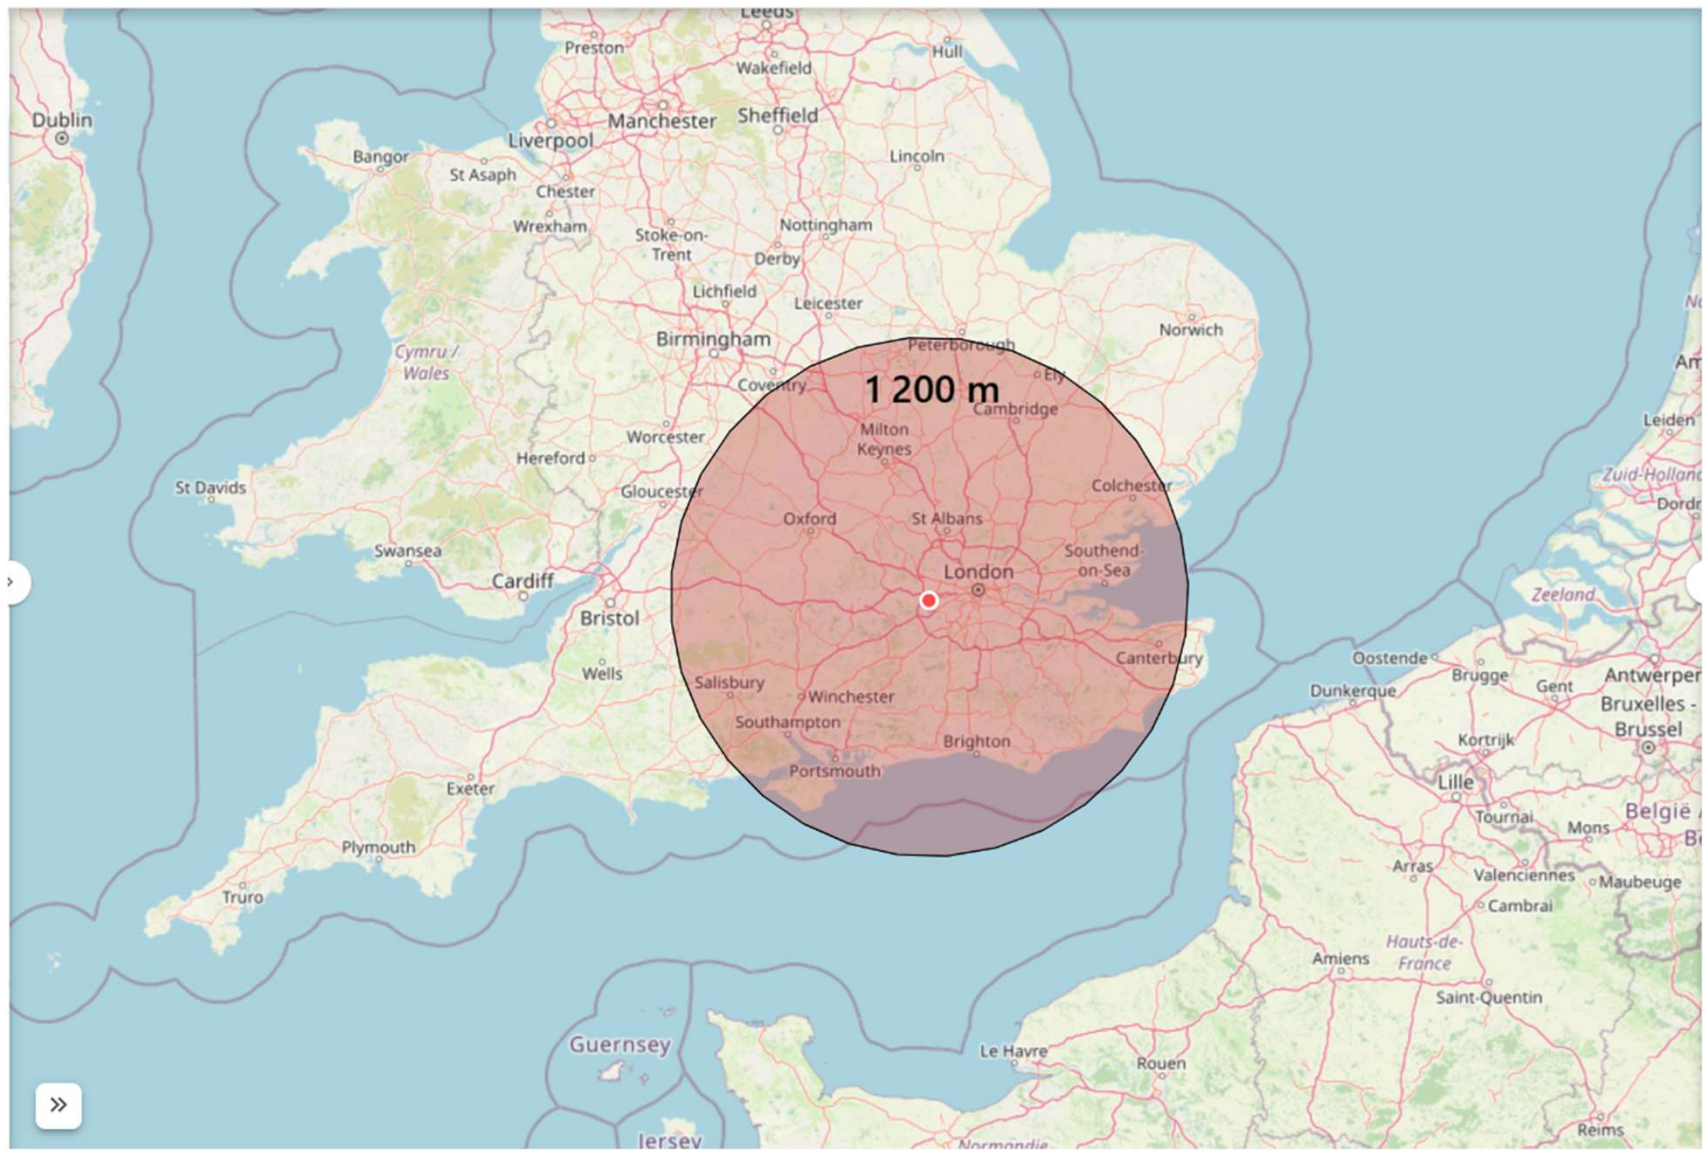 Leeds
Preston
Hull
Wakefield
Dublin
Manchester
Sheffield
Liverpool
Bangor
St Asaph
Lincoln
Chester
Wrexham
Nottingham
Stoke-on-
Trent
Derby
Lichfield
Leicester
Birmingham
Norwich
Peterborough
Cymru /
Wales
Coventry
Ely
1 200 m
Cambridge
Leiden
Milton
Keynes
Worcester
Hereford
Zuid-Holland
St Davids
Gloucester
Colchester
Oxford
St Albans
Swansea
Southend-
on-Sea
Cardiff
London
Zeeland
Bristol
Canterbury
Oostende
Wells
Salisbury
Winchester
Dunkerque
Brugge
Gent
Antwerpen
Bruxelles -
Brussel
Southampton
Brighton
Portsmouth
Kortrijk
Exeter
Lille
Tournai
België /
Mons
Plymouth
Arras
Valenciennes
Maubeuge
Truro
Cambrai
Hauts-de-
France
Amiens
Saint-Quentin
Guernsey
Le Havre
Rouen
Reims
Jersey
Normandie